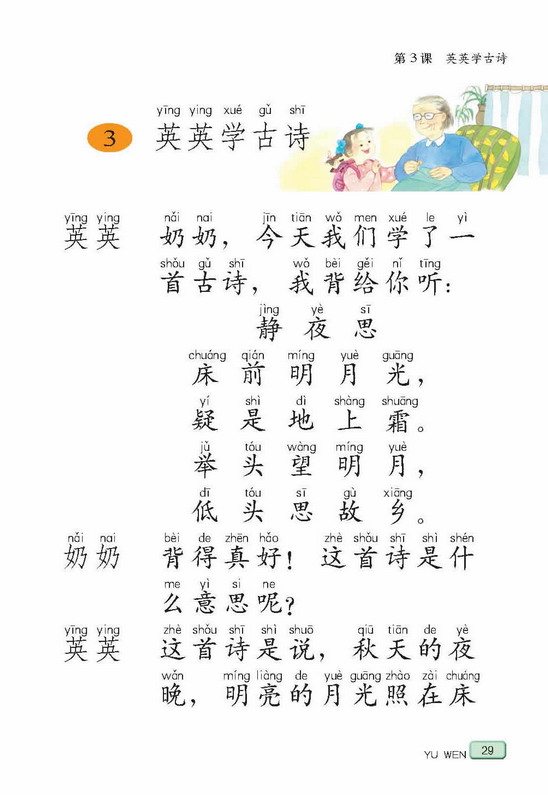 第3课 英英学古诗
yīng ying xué gǔ shī
3 英英学古诗
yīng ying nǎi nai jīn tiān wǒ men xué le yì
英英 奶奶，今天我们学了一
shǒu gǔ shī wǒ bèi gěi nǐ tīng
首古诗，我背给你听：
jìng yè sī
静夜思
chuáng qián míng yuè guāng
床前明月光，
yí shì dì shàng shuāng
疑是地上霜。
jǔ tóu wàng míng yuè
举头望明月，
dī tóu sī gù xiāng
低头思故乡。
nǎi nai bèi de zhēn hǎo zhè shǒu shī shì shén
奶奶 背得真好！这首诗是什
me yì si ne
么意思呢？
yīng ying zhè shǒu shī shì shuō qiū tiān de yè
英英 这首诗是说，秋天的夜
wǎn míng liàng de yuè guāng zhào zài chuáng
晚，明亮的月光照在床
YU WEN 29